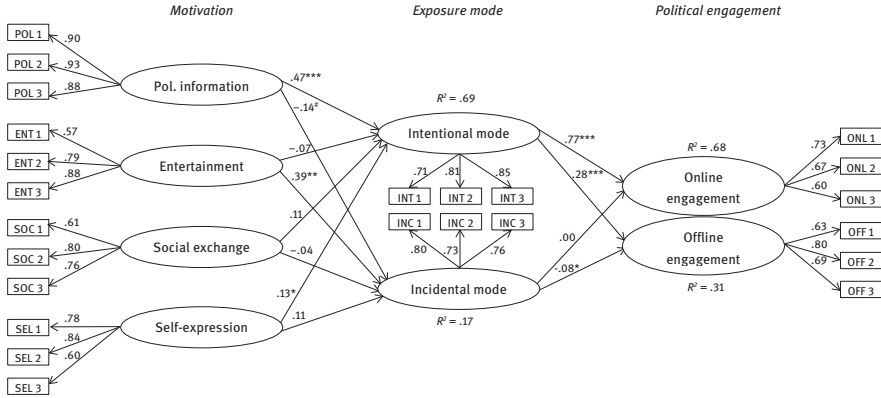 Motivation Exposure mode Political engagement
POL 1 .90
POL 2 .93
POL 3 .88
Pol. information
.47***
–.14#
R² = .69
ENT 1 .57
ENT 2 .79
ENT 3 .88
Entertainment
–.07
.39**
Intentional mode
.71 .81 .85
INT 1 INT 2 INT 3
.77***
.28***
R² = .68
Online
engagement
.73 ONL 1
.67 ONL 2
.60 ONL 3
SOC 1 .61
SOC 2 .80
SOC 3 .76
Social exchange
.11
–.04
INC 1 INC 2 INC 3
.80 .73 .76
Incidental mode
R² = .17
.00
-.08*
Offline
engagement
R² = .31
.63 OFF 1
.80 OFF 2
.69 OFF 3
SEL 1 .78
SEL 2 .84
SEL 3 .60
Self-expression
.13*
.11